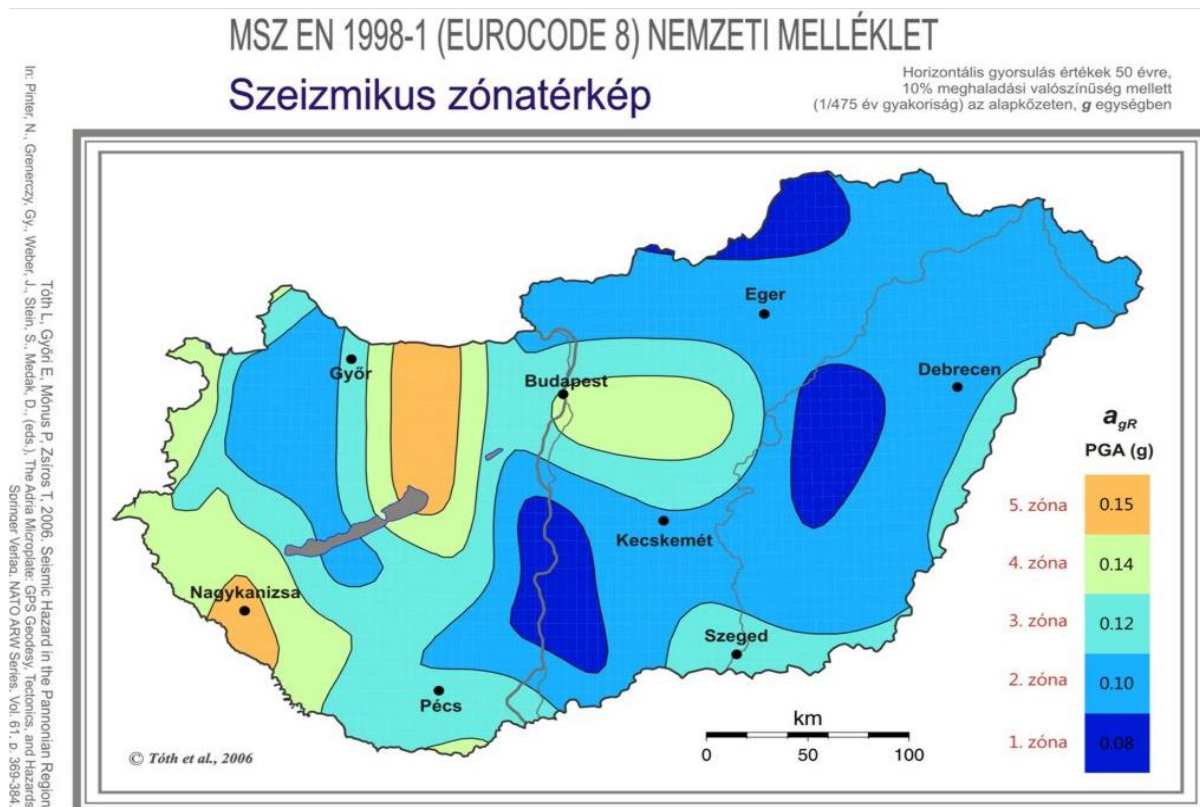 MSZ EN 1998-1 (EUROCODE 8) NEMZETI MELLÉKLET
Szeizmikus zónatérkép
Horizontális gyorsulás értékek 50 évre,
10% meghaladási valószínűség mellett
(1/475 év gyakoriság) az alapkőzeten, g egységben
Tóth L, Győri E, Mónus P, Zsíros T, 2006. Seismic Hazard in the Pannonian Region
In: Pinter, N., Grenerczy, Gy., Weber, J., Stein, S., Medak, D., (eds.), The Adria Microplate: GPS Geodesy, Tectonics, and Hazards
Springer Verlag, NATO ARW Series, Vol. 61, p. 369-384.
Eger
Győr
Budapest
Debrecen
Kecskemét
Nagykanizsa
Szeged
Pécs
agR
PGA (g)
5. zóna 0.15
4. zóna 0.14
3. zóna 0.12
2. zóna 0.10
1. zóna 0.08
km
0 50 100
© Tóth et al., 2006